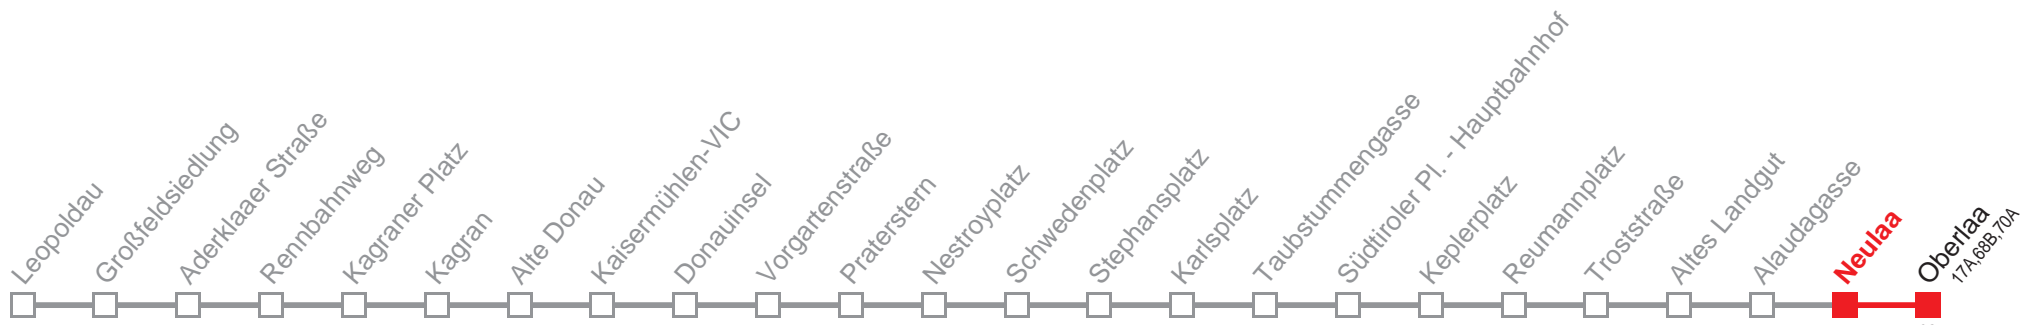 Leopoldau
Großfeldsiedlung
Aderklaaer Straße
Rennbahnweg
Kagraner Platz
Kagran
Alte Donau
Kaisermühlen-VIC
Donauinsel
Vorgartenstraße
Praterstern
Nestroyplatz
Schwedenplatz
Stephansplatz
Karlsplatz
Taubstummengasse
Südtiroler Pl. - Hauptbahnhof
Keplerplatz
Reumannplatz
Troststraße
Altes Landgut
Alaudagasse
Neulaa
Oberlaa
17A,68B,70A